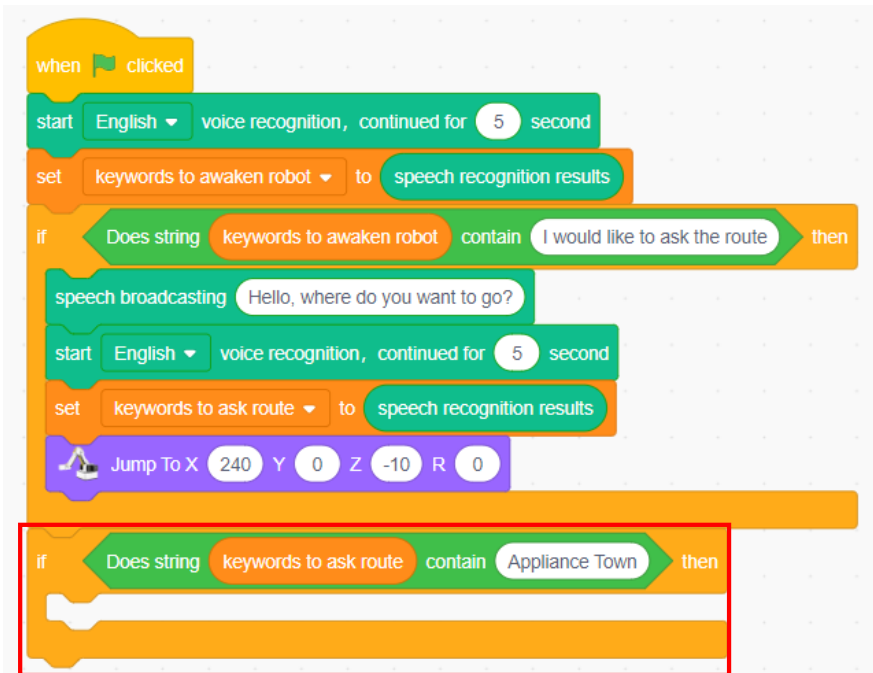 when clicked
start English voice recognition, continued for 5 second
set keywords to awaken robot to speech recognition results
if Does string keywords to awaken robot contain I would like to ask the route then
speech broadcasting Hello, where do you want to go?
start English voice recognition, continued for 5 second
set keywords to ask route to speech recognition results
Jump To X 240 Y 0 Z -10 R 0
if Does string keywords to ask route contain Appliance Town then